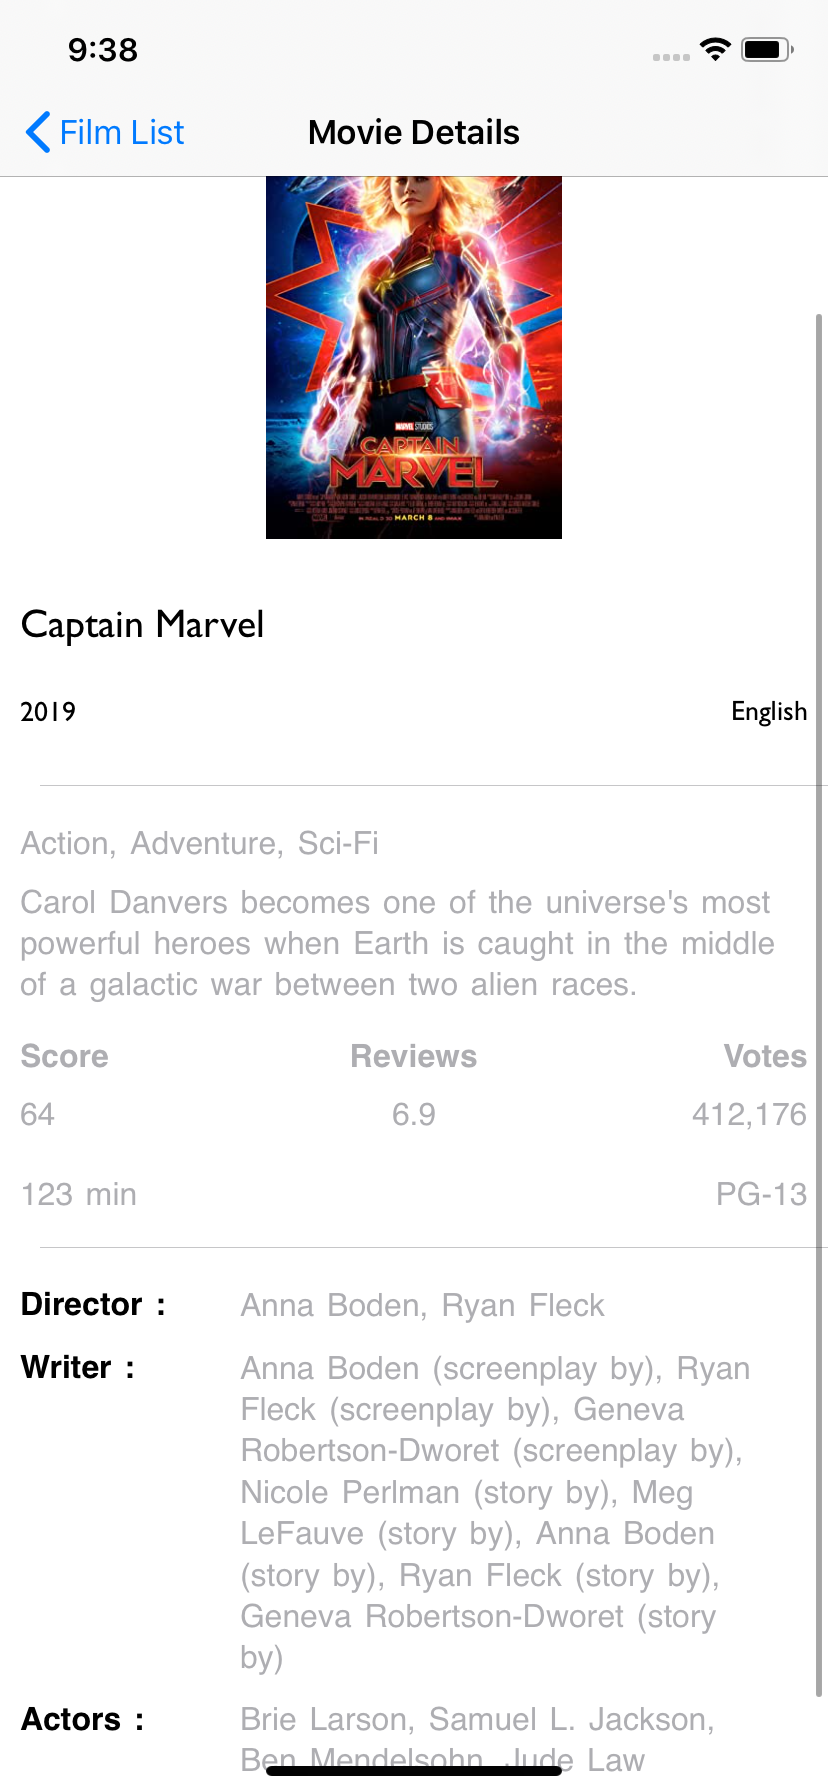 9:38
Film List
Movie Details
MARVEL STUDIOS
CAPTAIN
MARVEL
MARCH 8
Captain Marvel
2019
English
Action, Adventure, Sci-Fi
Carol Danvers becomes one of the universe's most
powerful heroes when Earth is caught in the middle
of a galactic war between two alien races.
Score
Reviews
Votes
64
6.9
412,176
123 min
PG-13
Director :
Anna Boden, Ryan Fleck
Writer :
Anna Boden (screenplay by), Ryan
Fleck (screenplay by), Geneva
Robertson-Dworet (screenplay by),
Nicole Perlman (story by), Meg
LeFauve (story by), Anna Boden
(story by), Ryan Fleck (story by),
Geneva Robertson-Dworet (story
by)
Actors :
Brie Larson, Samuel L. Jackson,
Ben Mendelsohn, Jude Law